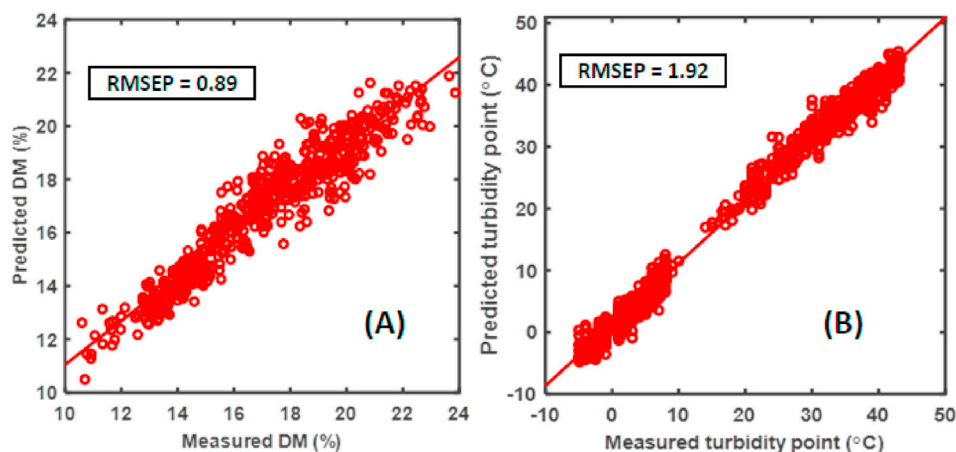 24
22
20
18
16
14
12
10
Predicted DM (%)
RMSEP = 0.89
(A)
10 12 14 16 18 20 22 24
Measured DM (%)
50
40
30
20
10
0
-10
Predicted turbidity point (°C)
RMSEP = 1.92
(B)
-10 0 10 20 30 40 50
Measured turbidity point (°C)